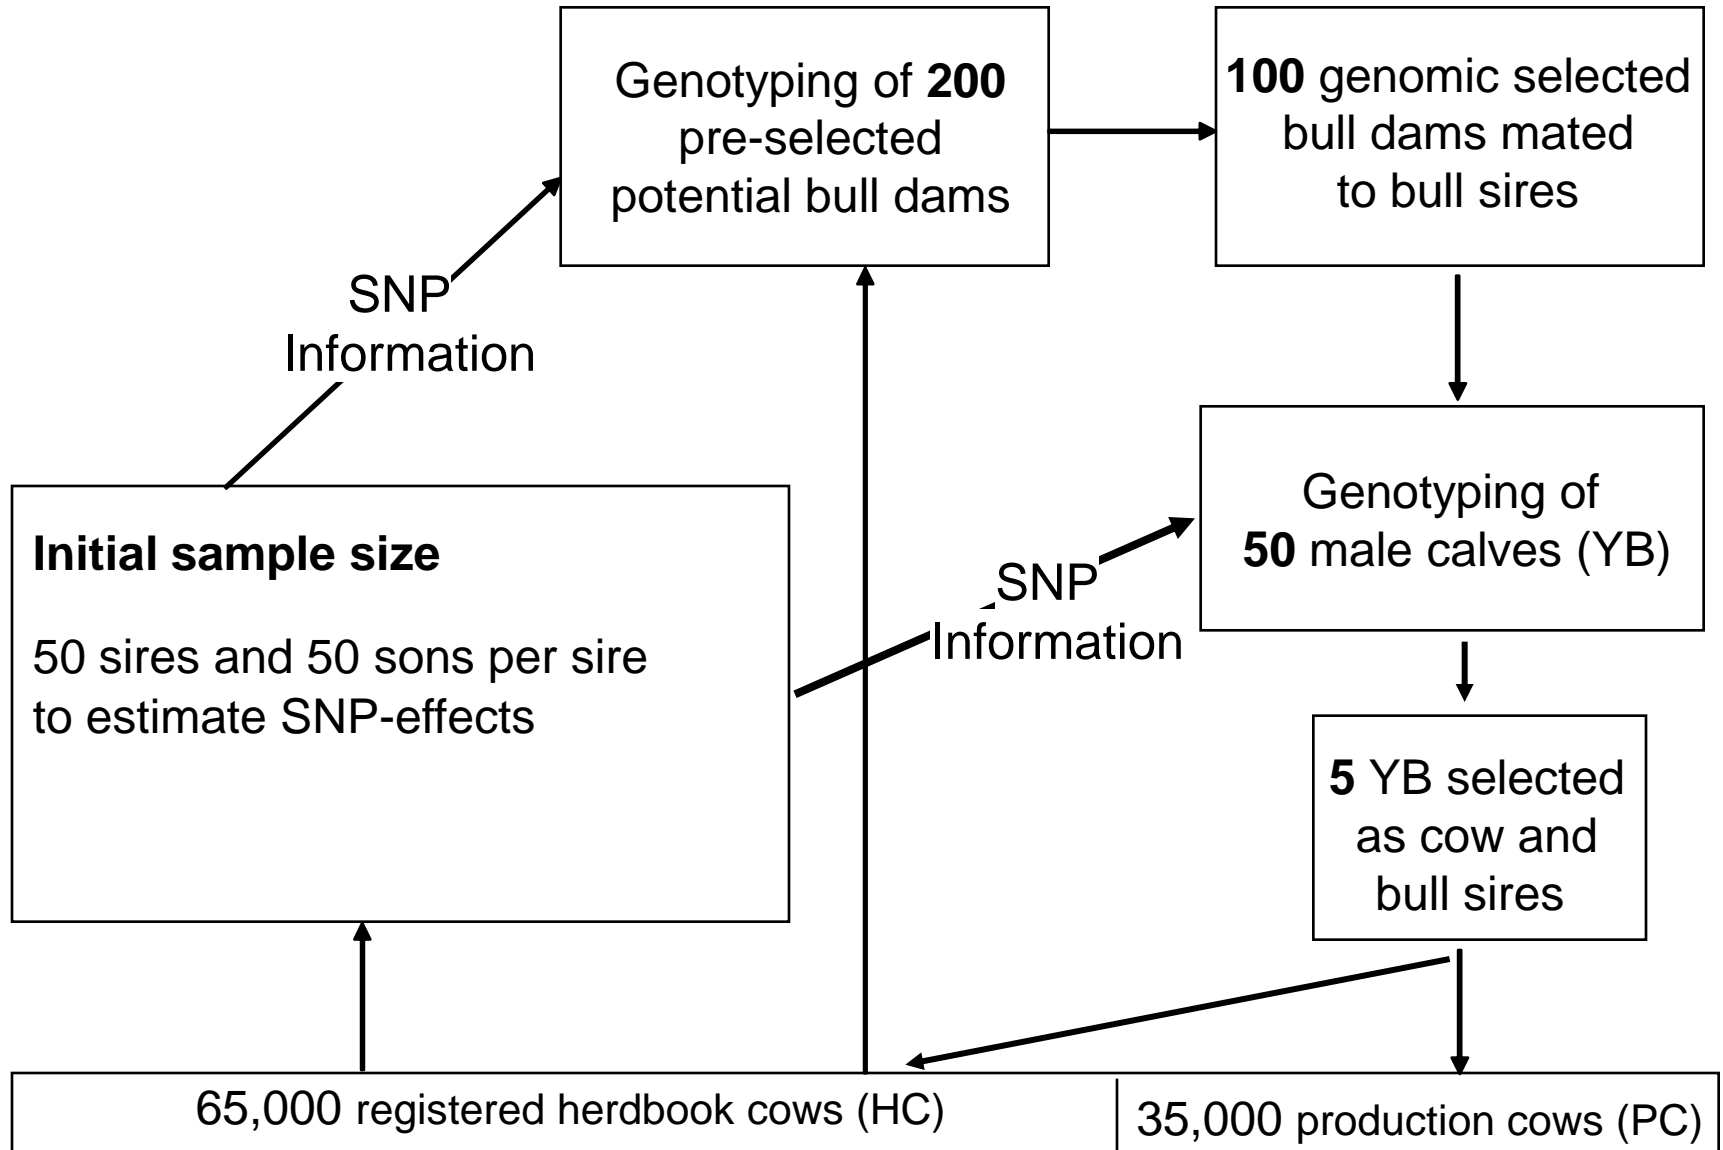 Genotyping of 200
pre-selected
potential bull dams
100 genomic selected
bull dams mated
to bull sires
SNP
Information
Initial sample size
50 sires and 50 sons per sire
to estimate SNP-effects
SNP
Information
Genotyping of
50 male calves (YB)
5 YB selected
as cow and
bull sires
65,000 registered herdbook cows (HC)
35,000 production cows (PC)